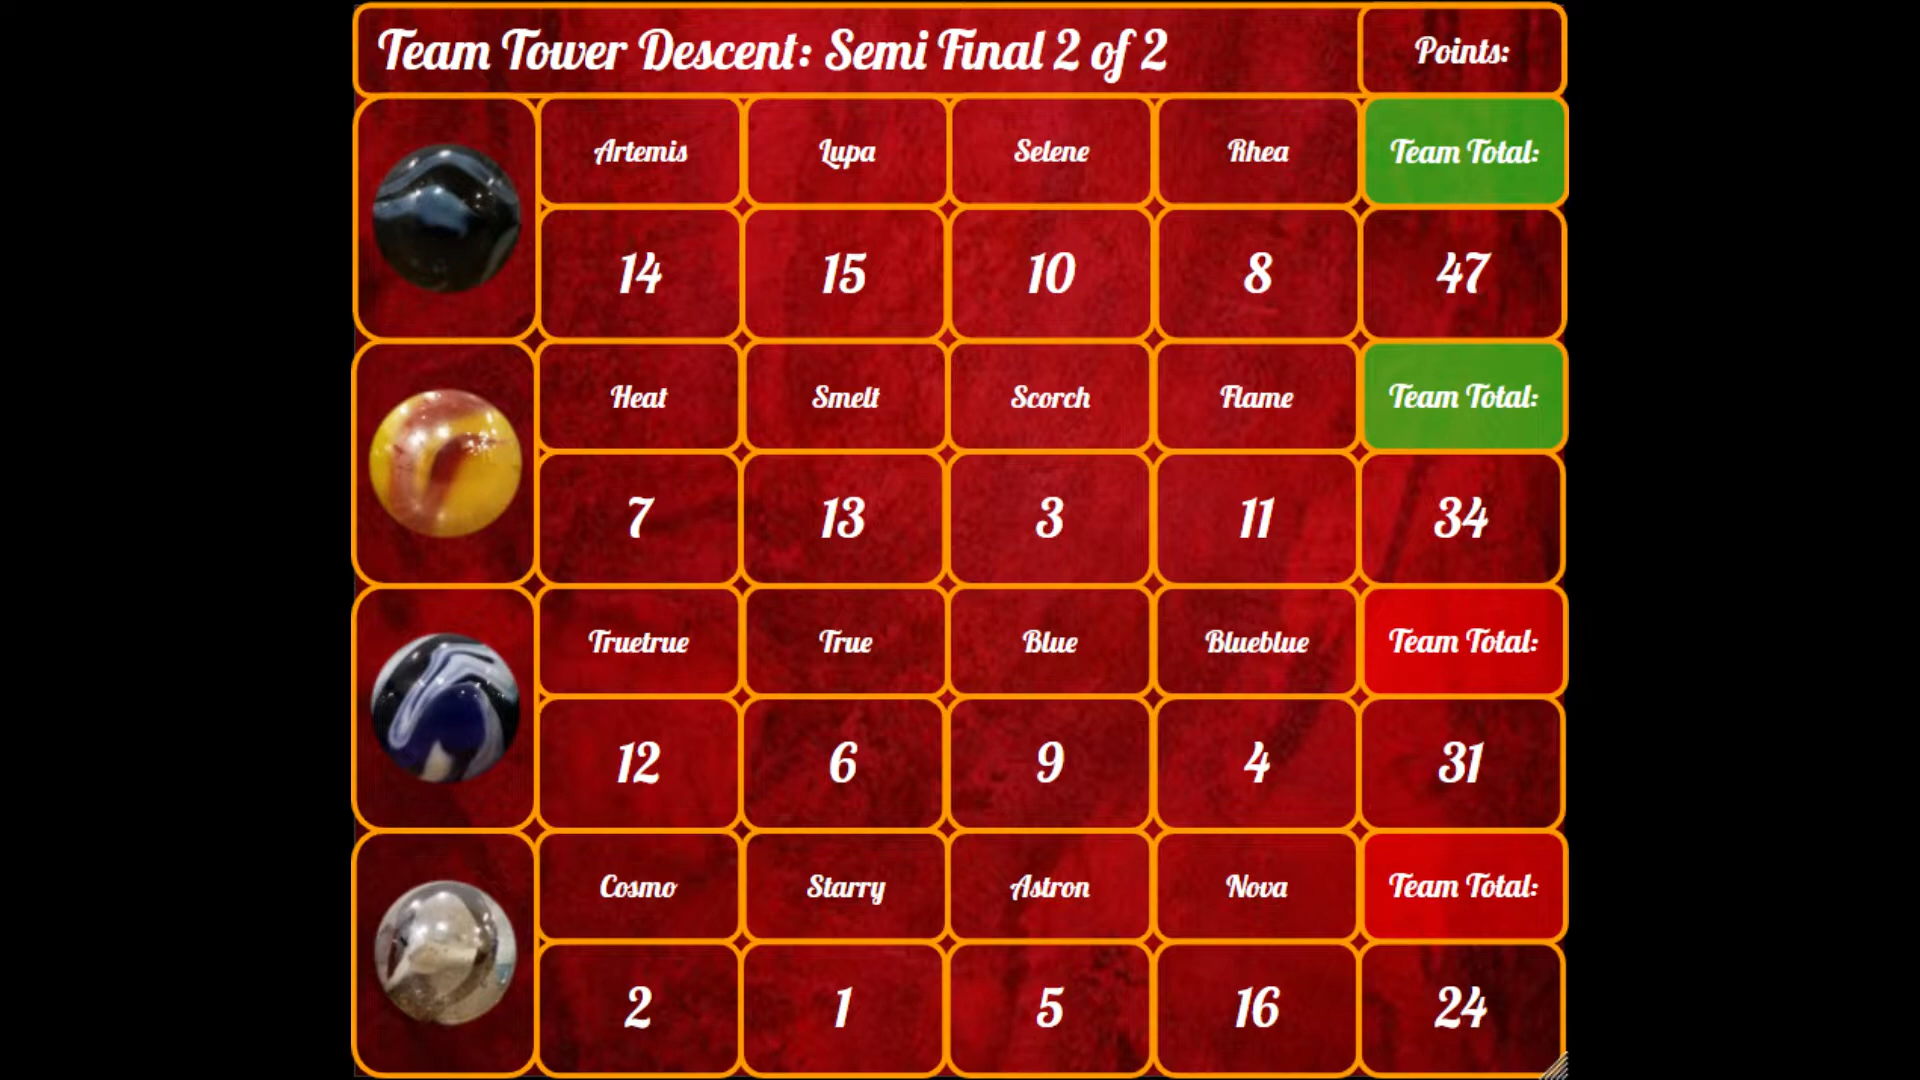 Team Tower Descent: Semi Final 2 of 2 Points:
Artemis Lupa Selene Rhea Team Total:
14 15 10 8 47
Heat Smelt Scorch Flame Team Total:
7 13 3 11 34
Truetrue True Blue Blueblue Team Total:
12 6 9 4 31
Cosmo Starry Astron Nova Team Total:
2 1 5 16 24